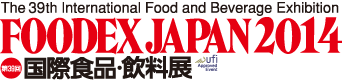 The 39th International Food and Beverage Exhibition
FOODEX JAPAN 2014
第39回 国際食品・飲料展
ufi
Approved
Event